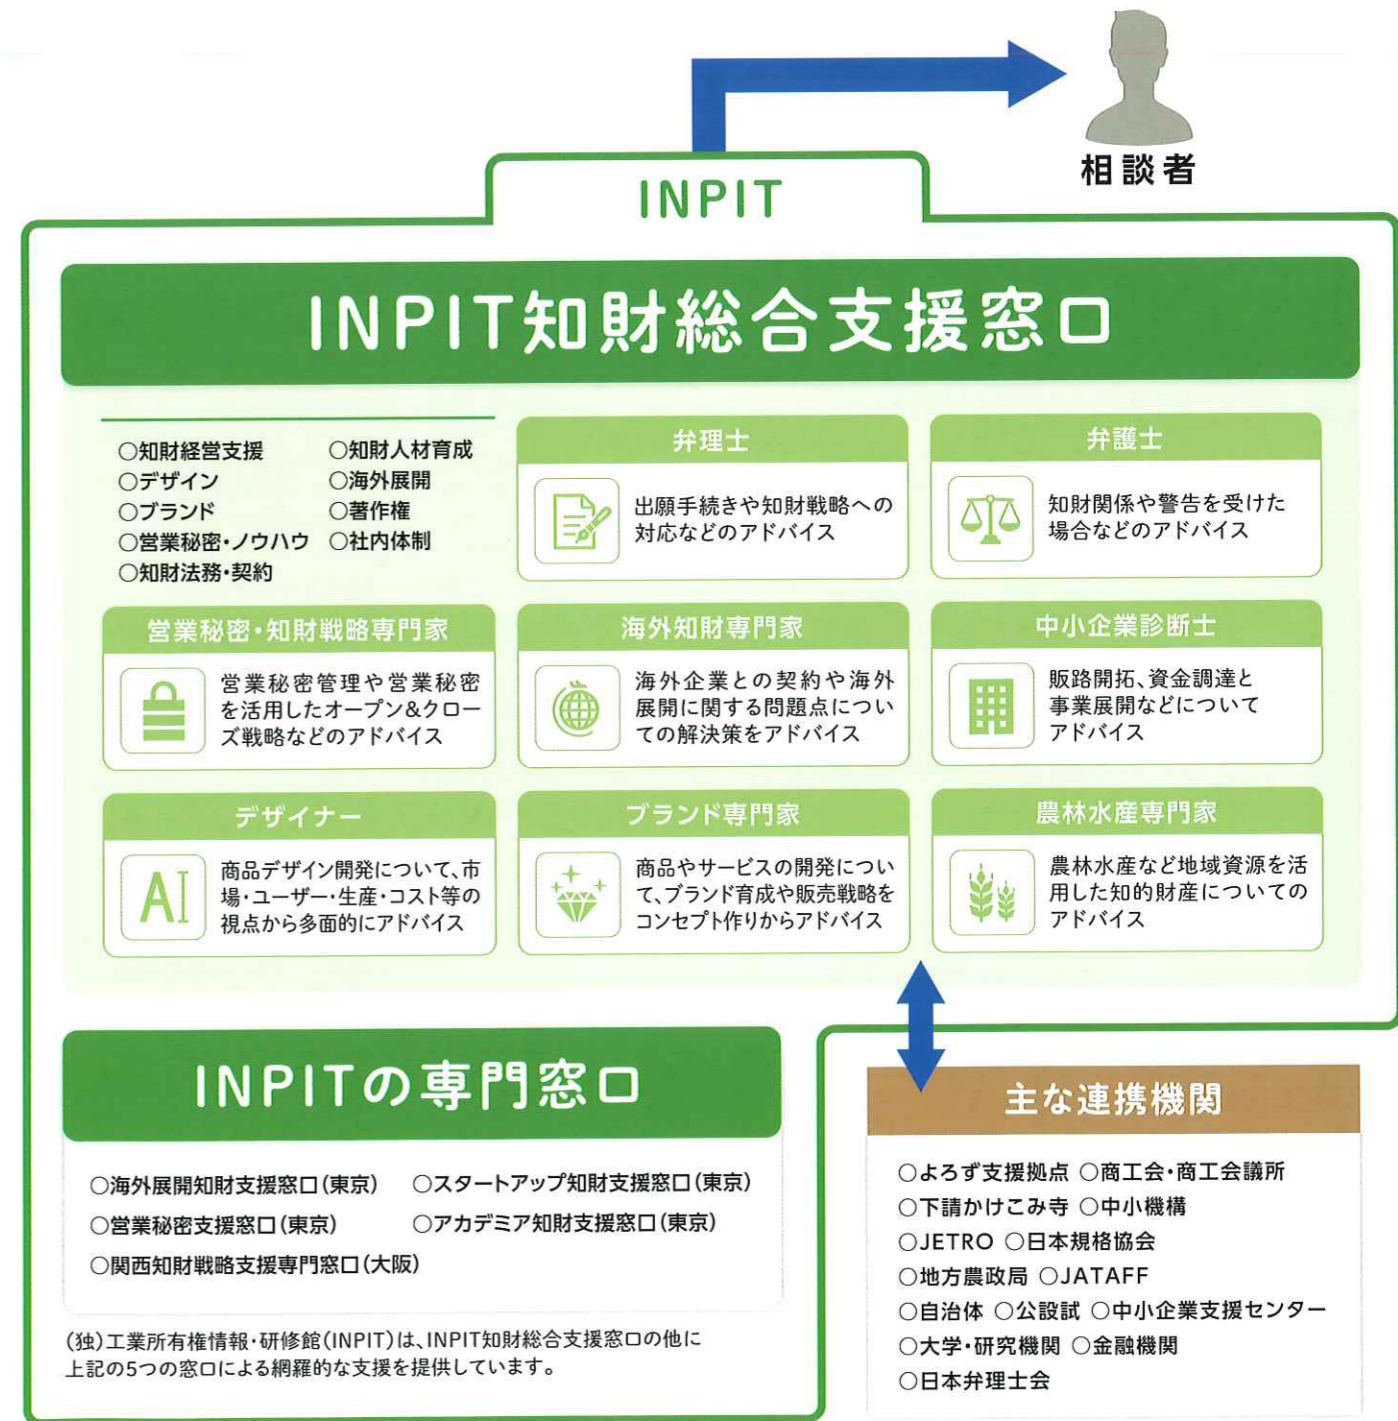 相談者
INPIT
INPIT知財総合支援窓口
○知財経営支援
○デザイン
○ブランド
○営業秘密・ノウハウ
○知財法務・契約
○知財人材育成
○海外展開
○著作権
○社内体制
弁理士
出願手続きや知財戦略への
対応などのアドバイス
弁護士
知財関係や警告を受けた
場合などのアドバイス
営業秘密・知財戦略専門家
営業秘密管理や営業秘密
を活用したオープン&クロー
ズ戦略などのアドバイス
海外知財専門家
海外企業との契約や海外
展開に関する問題点につい
ての解決策をアドバイス
中小企業診断士
販路開拓、資金調達と
事業展開などについて
アドバイス
デザイナー
AI
商品デザイン開発について、市
場・ユーザー・生産・コスト等の
視点から多面的にアドバイス
ブランド専門家
商品やサービスの開発につい
て、ブランド育成や販売戦略を
コンセプト作りからアドバイス
農林水産専門家
農林水産など地域資源を活
用した知的財産についての
アドバイス
INPITの専門窓口
○海外展開知財支援窓口(東京) ○スタートアップ知財支援窓口(東京)
○営業秘密支援窓口(東京) ○アカデミア知財支援窓口(東京)
○関西知財戦略支援専門窓口(大阪)
(独)工業所有権情報・研修館(INPIT)は、INPIT知財総合支援窓口の他に
上記の5つの窓口による網羅的な支援を提供しています。
主な連携機関
○よろず支援拠点 ○商工会・商工会議所
○下請かけこみ寺 ○中小機構
○JETRO ○日本規格協会
○地方農政局 ○JATAFF
○自治体 ○公設試 ○中小企業支援センター
○大学・研究機関 ○金融機関
○日本弁理士会